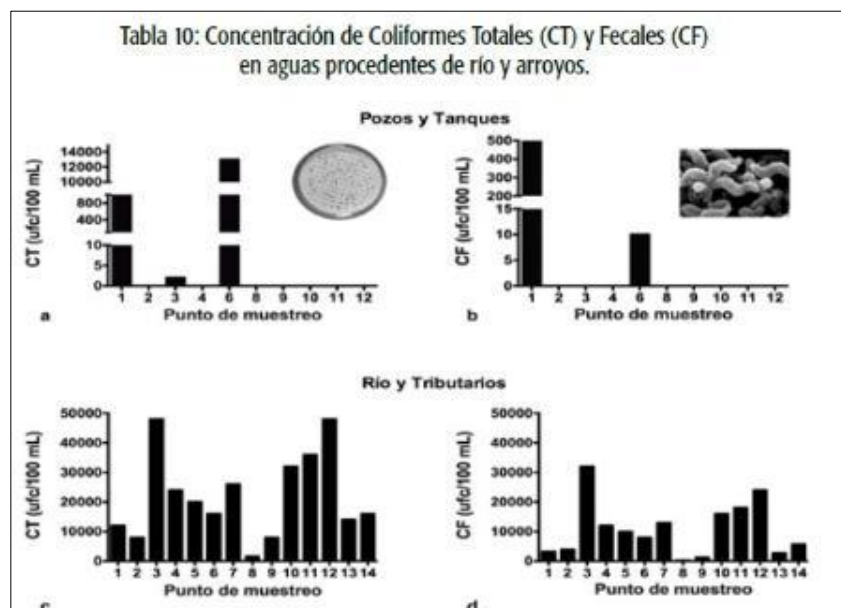 Tabla 10: Concentración de Coliformes Totales (CT) y Fecales (CF)
en aguas procedentes de río y arroyos.
Pozos y Tanques
14000
12000
10000
800
400
10
5
0
CT (ufc/100 mL)
1 2 3 4 6 8 9 10 11 12
a
Punto de muestreo
500
400
300
200
15
10
5
0
CF (ufc/100 mL)
1 2 3 4 6 8 9 10 11 12
b
Punto de muestreo
Río y Tributarios
50000
40000
30000
20000
10000
0
CT (ufc/100 mL)
1 2 3 4 5 6 7 8 9 10 11 12 13 14
c
Punto de muestreo
50000
40000
30000
20000
10000
0
CF (ufc/100 mL)
1 2 3 4 5 6 7 8 9 10 11 12 13 14
d
Punto de muestreo